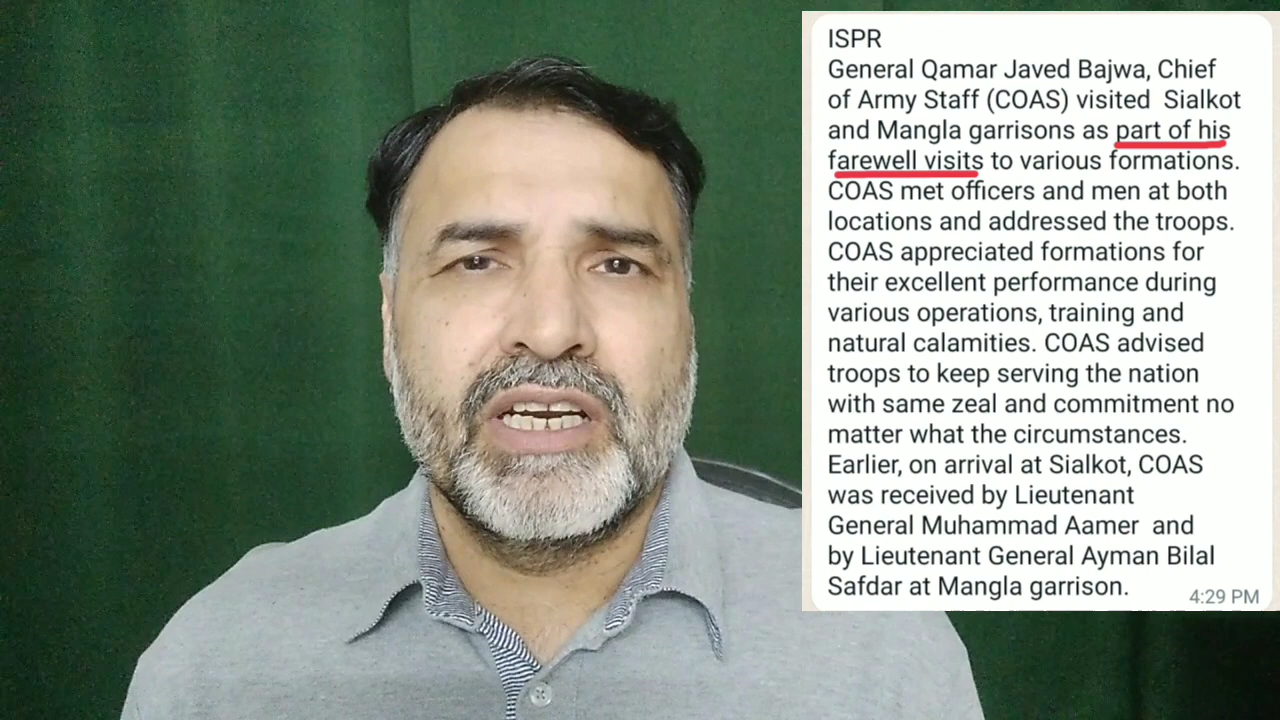 ISPR
General Qamar Javed Bajwa, Chief
of Army Staff (COAS) visited Sialkot
and Mangla garrisons as part of his
farewell visits to various formations.
COAS met officers and men at both
locations and addressed the troops.
COAS appreciated formations for
their excellent performance during
various operations, training and
natural calamities. COAS advised
troops to keep serving the nation
with same zeal and commitment no
matter what the circumstances.
Earlier, on arrival at Sialkot, COAS
was received by Lieutenant
General Muhammad Aamer and
by Lieutenant General Ayman Bilal
Safdar at Mangla garrison.
4:29 PM